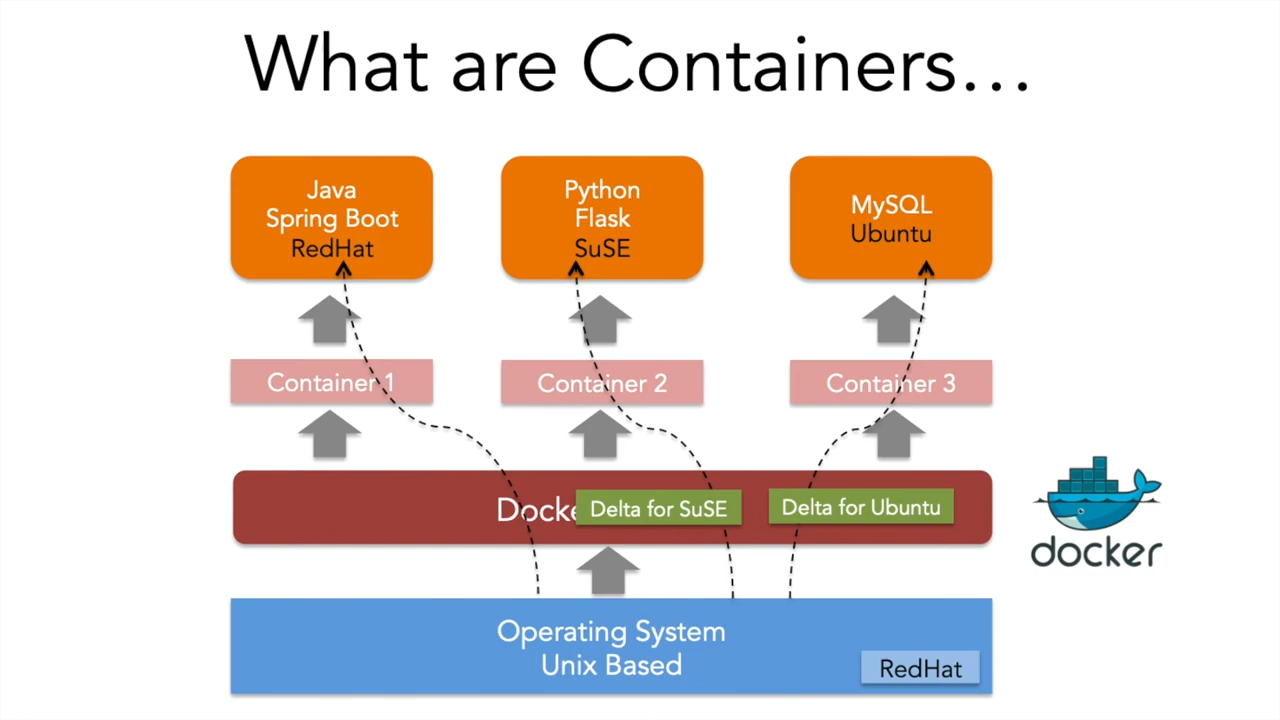 What are Containers…
Java
Spring Boot
RedHat
Python
Flask
SuSE
MySQL
Ubuntu
Container 1
Container 2
Container 3
Docke
Delta for SuSE
Delta for Ubuntu
docker
Operating System
Unix Based
RedHat